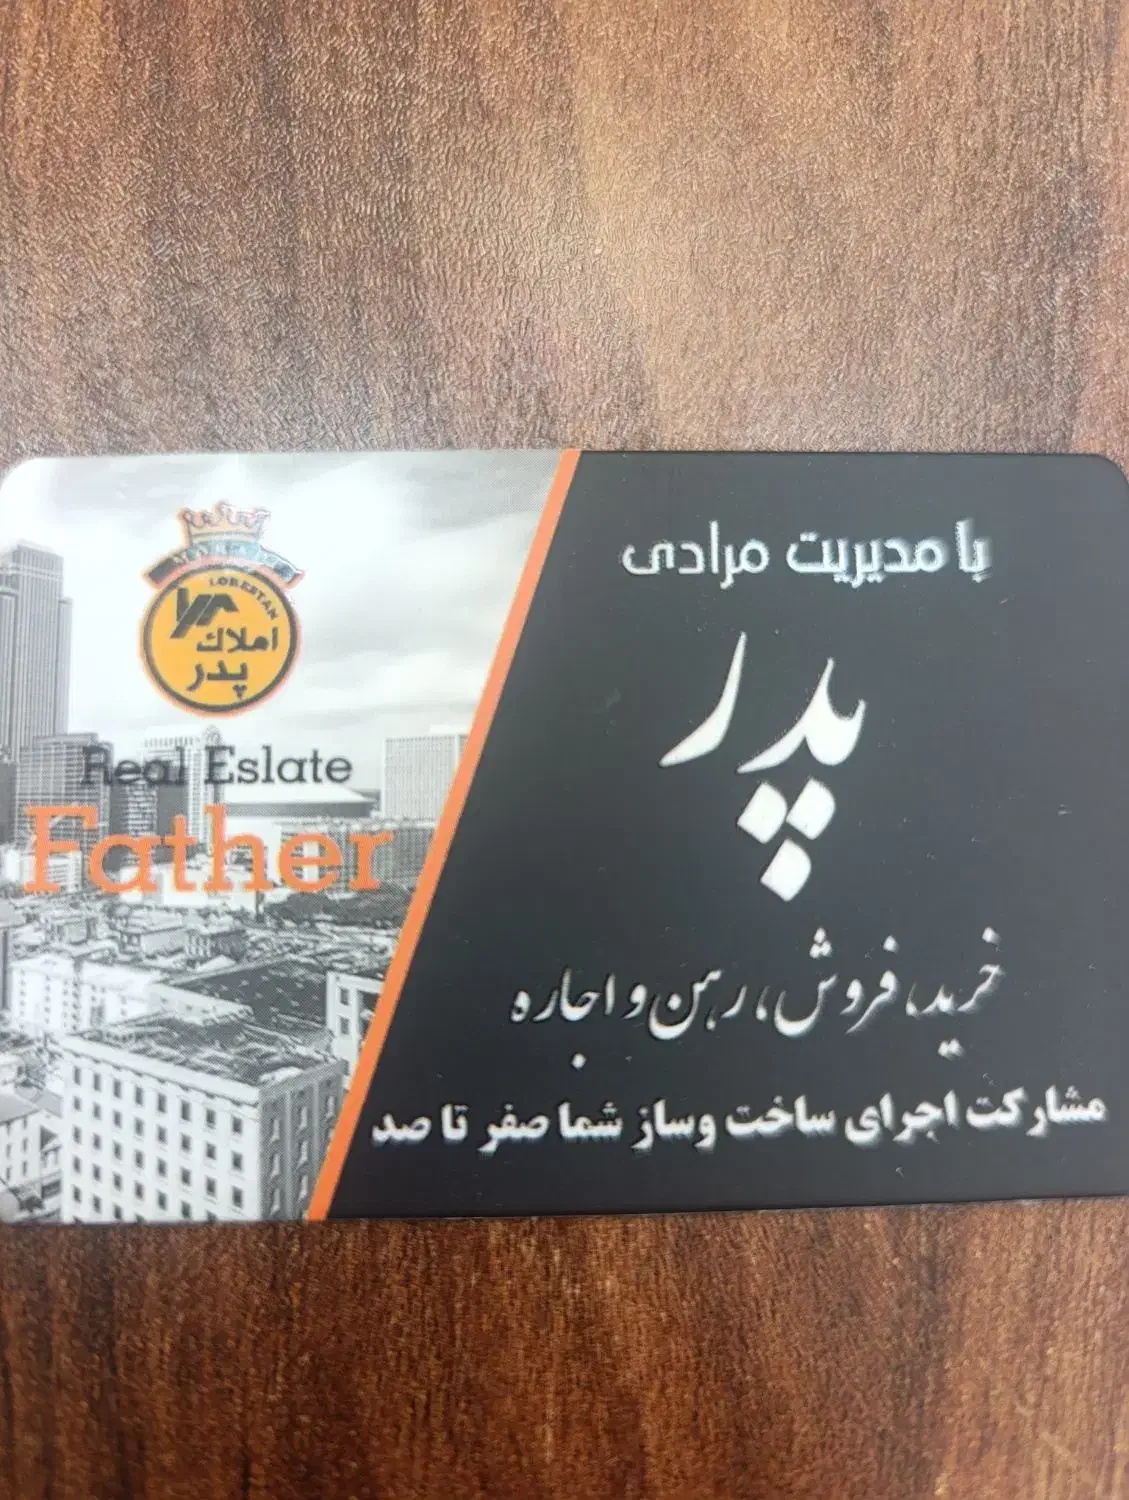 با مدیریت مرادی
پدر
خرید، فروش، رهن و اجاره
مشارکت اجرای ساخت وساز شما صفر تا صد
LORESTAN
املاک
پدر
Real Eslate
Father